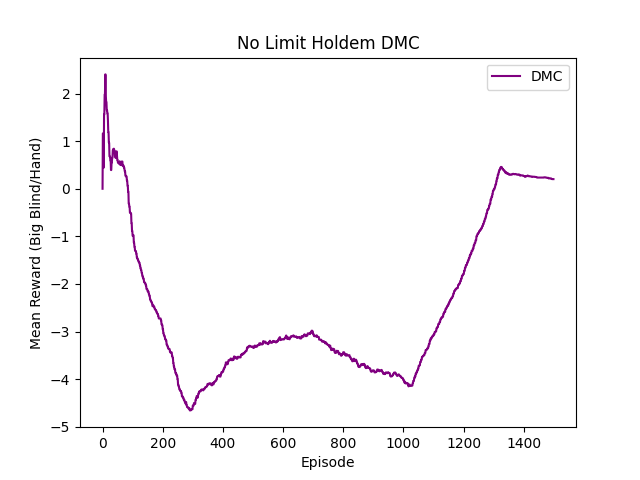 No Limit Holdem DMC
DMC
Mean Reward (Big Blind/Hand)
2
1
0
−1
−2
−3
−4
−5
0 200 400 600 800 1000 1200 1400
Episode